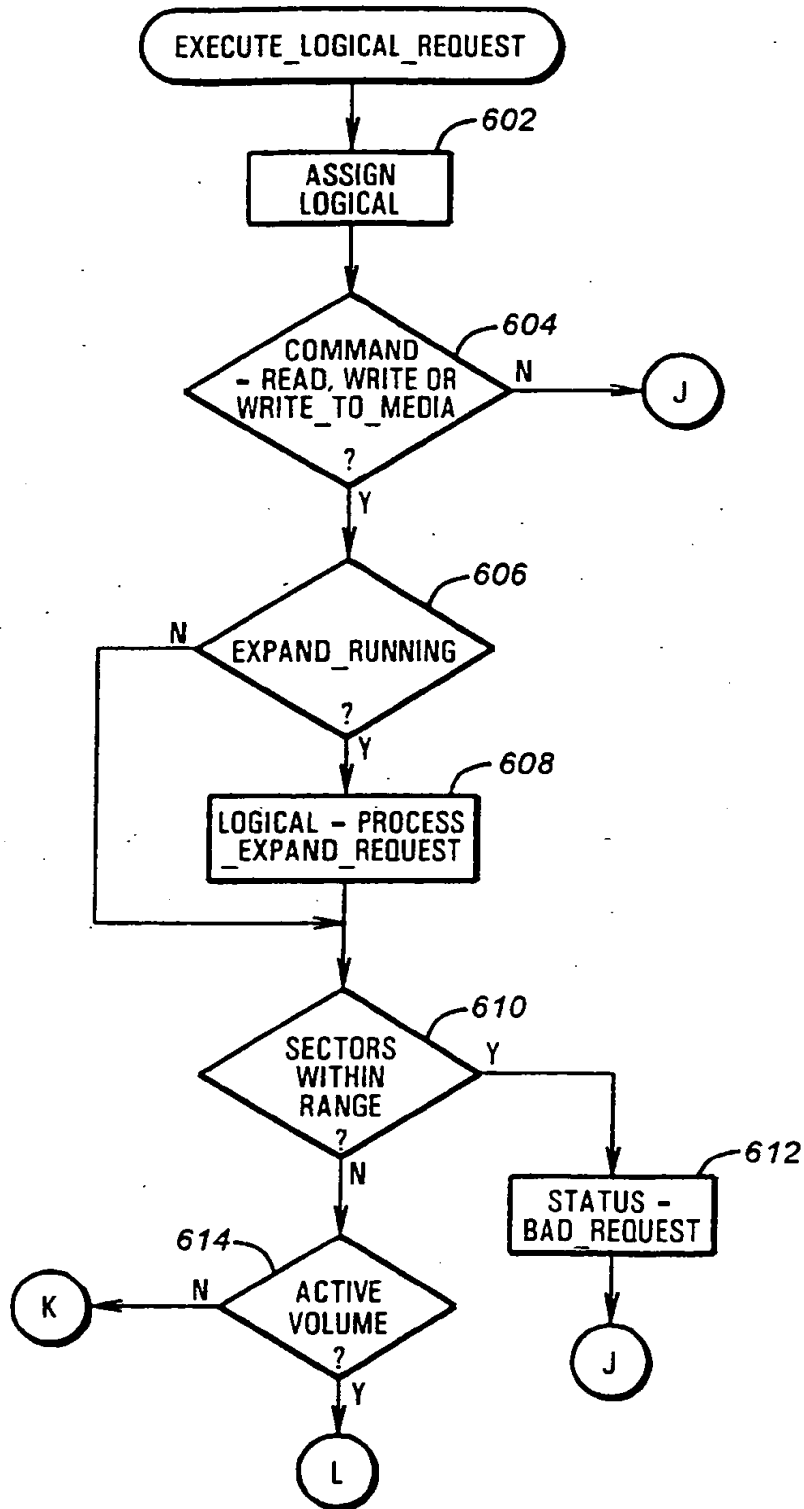 EXECUTE_LOGICAL_REQUEST
602
ASSIGN
LOGICAL
604
COMMAND
- READ, WRITE OR
WRITE_TO_MEDIA
?
N
J
Y
606
N
EXPAND_RUNNING
?
Y
608
LOGICAL - PROCESS
_EXPAND_REQUEST
610
SECTORS
WITHIN
RANGE
?
Y
N
612
STATUS -
BAD_REQUEST
614
K
N
ACTIVE
VOLUME
?
Y
J
L